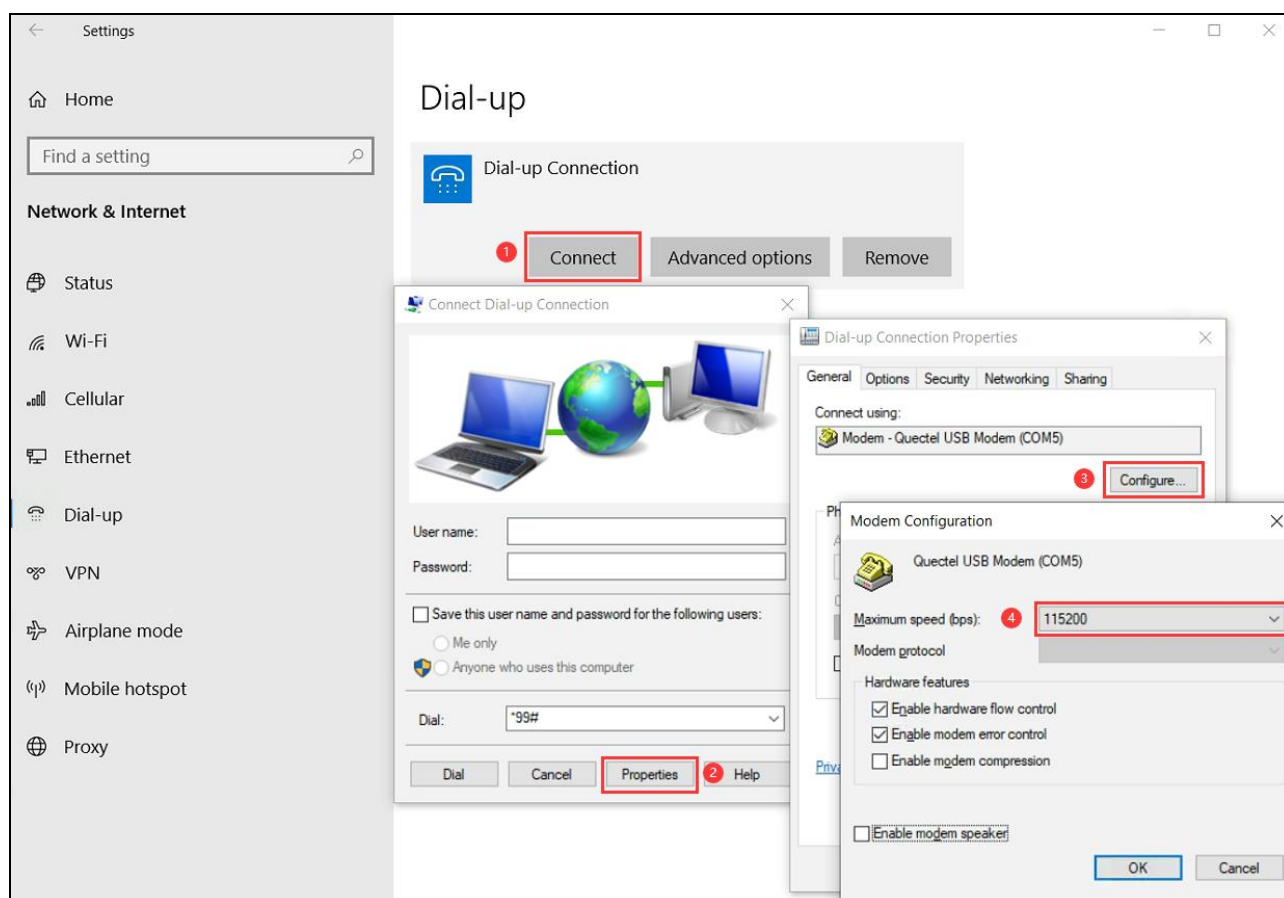 Settings
Home
Find a setting
Network & Internet
Status
Wi-Fi
Cellular
Ethernet
Dial-up
VPN
Airplane mode
Mobile hotspot
Proxy
Dial-up
Dial-up Connection
1 Connect Advanced options Remove
Connect Dial-up Connection
User name:
Password:
Save this user name and password for the following users:
Me only
Anyone who uses this computer
Dial: *99#
Dial Cancel Properties 2 Help
Dial-up Connection Properties
General Options Security Networking Sharing
Connect using:
Modem - Quectel USB Modem (COM5)
3 Configure...
Modem Configuration
Quectel USB Modem (COM5)
Maximum speed (bps): 4 115200
Modem protocol
Hardware features
Enable hardware flow control
Enable modem error control
Enable modem compression
Enable modem speaker
OK Cancel